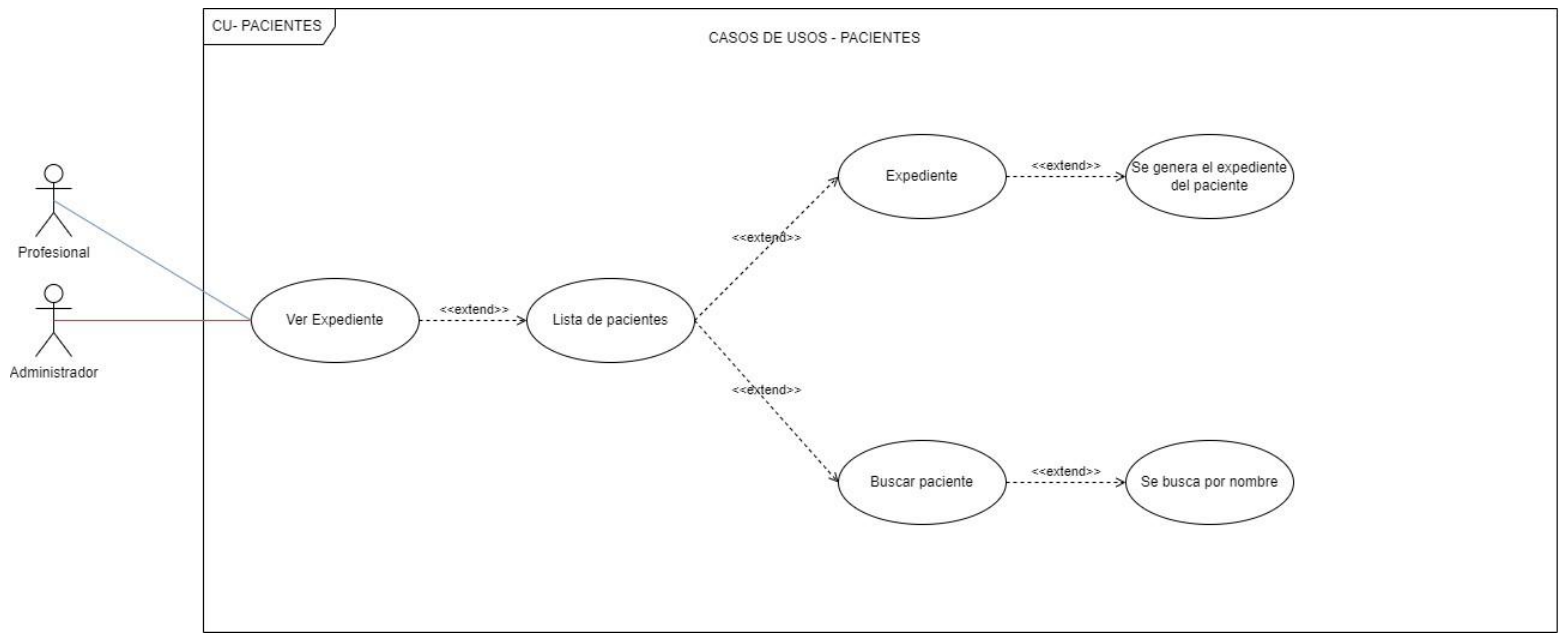 CU- PACIENTES
CASOS DE USOS - PACIENTES
Profesional
Administrador
Ver Expediente
<<extend>>
Lista de pacientes
<<extend>>
Expediente
<<extend>>
Se genera el expediente
del paciente
<<extend>>
Buscar paciente
<<extend>>
Se busca por nombre